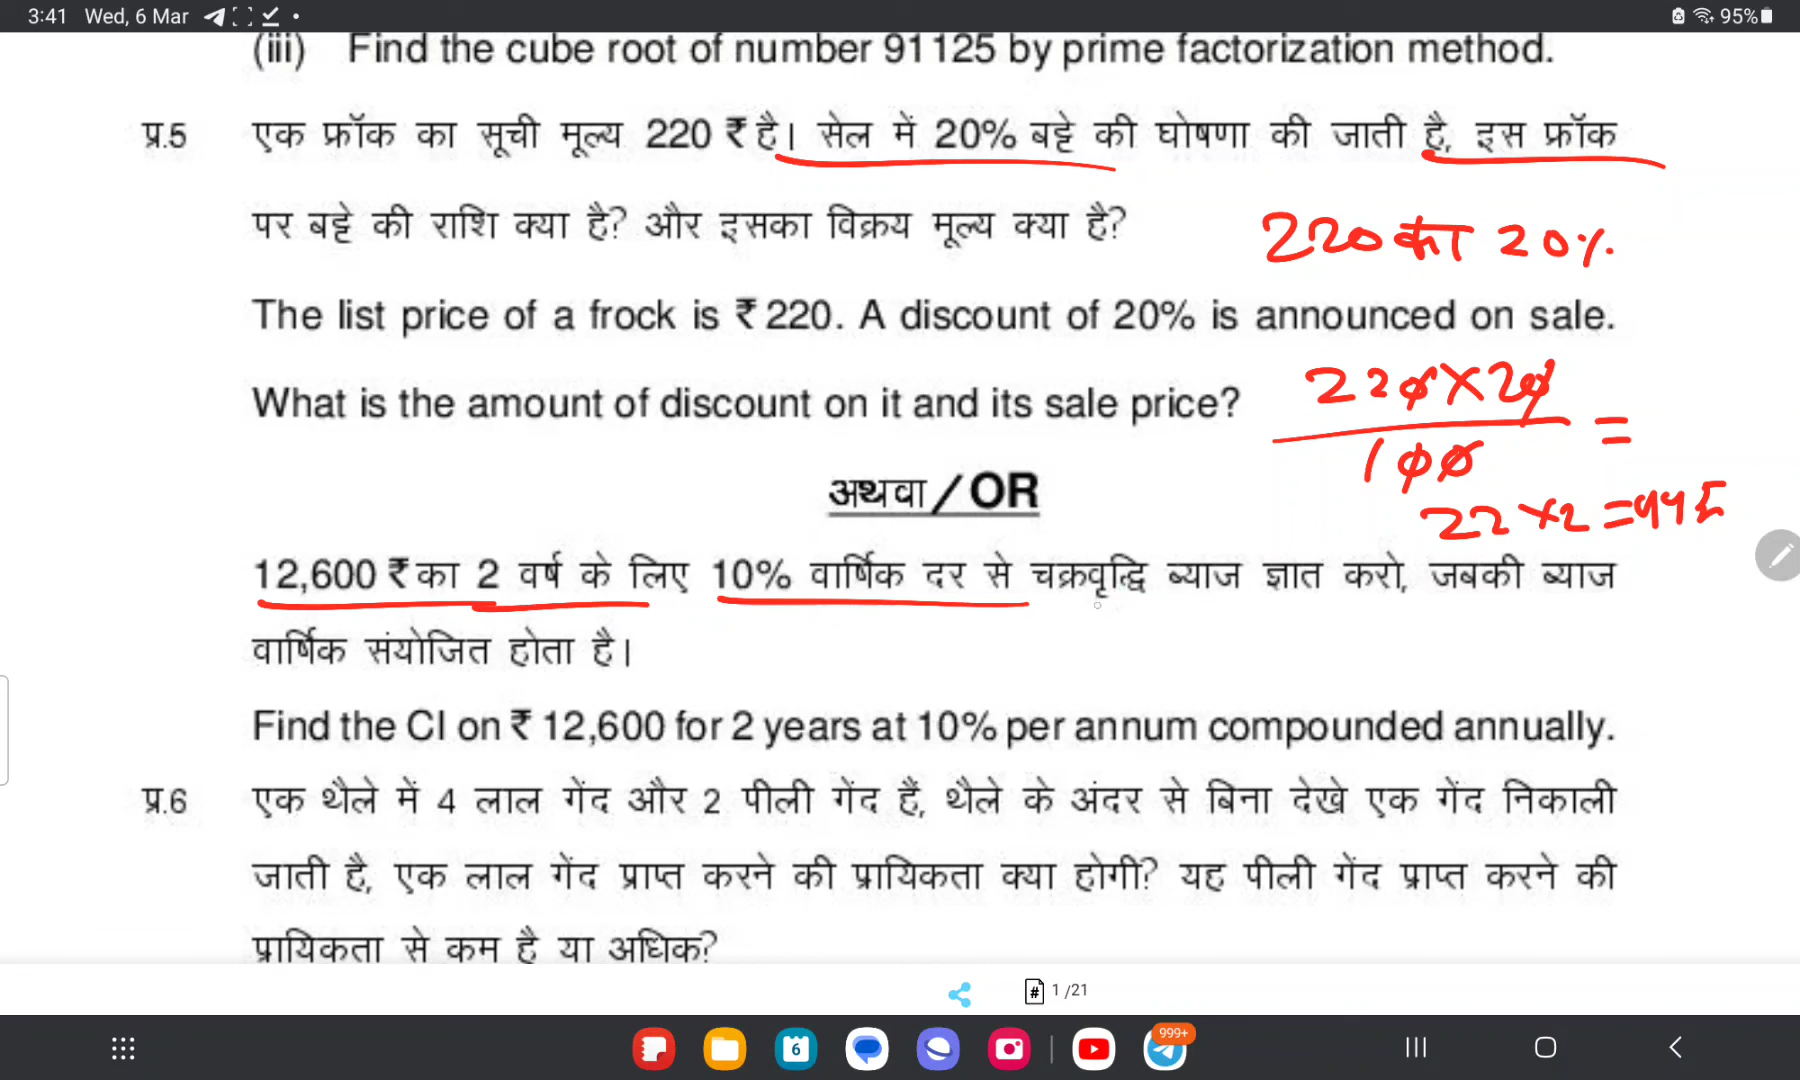 3:41 Wed, 6 Mar
95%
(iii) Find the cube root of number 91125 by prime factorization method.
प्र.5 एक फ्रॉक का सूची मूल्य 220 ₹ है। सेल में 20% बट्टे की घोषणा की जाती है, इस फ्रॉक
पर बट्टे की राशि क्या है? और इसका विक्रय मूल्य क्या है?
220 का 20%
The list price of a frock is ₹ 220. A discount of 20% is announced on sale.
What is the amount of discount on it and its sale price?
220 x 20
100 =
अथवा / OR
22 x 2 =
12,600 ₹ का 2 वर्ष के लिए 10% वार्षिक दर से चक्रवृद्धि ब्याज ज्ञात करो, जबकी ब्याज
वार्षिक संयोजित होता है।
Find the CI on ₹ 12,600 for 2 years at 10% per annum compounded annually.
प्र.6 एक थैले में 4 लाल गेंद और 2 पीली गेंद हैं, थैले के अंदर से बिना देखे एक गेंद निकाली
जाती है, एक लाल गेंद प्राप्त करने की प्रायिकता क्या होगी? यह पीली गेंद प्राप्त करने की
प्रायिकता से कम है या अधिक?
# 1 /21
6
999+